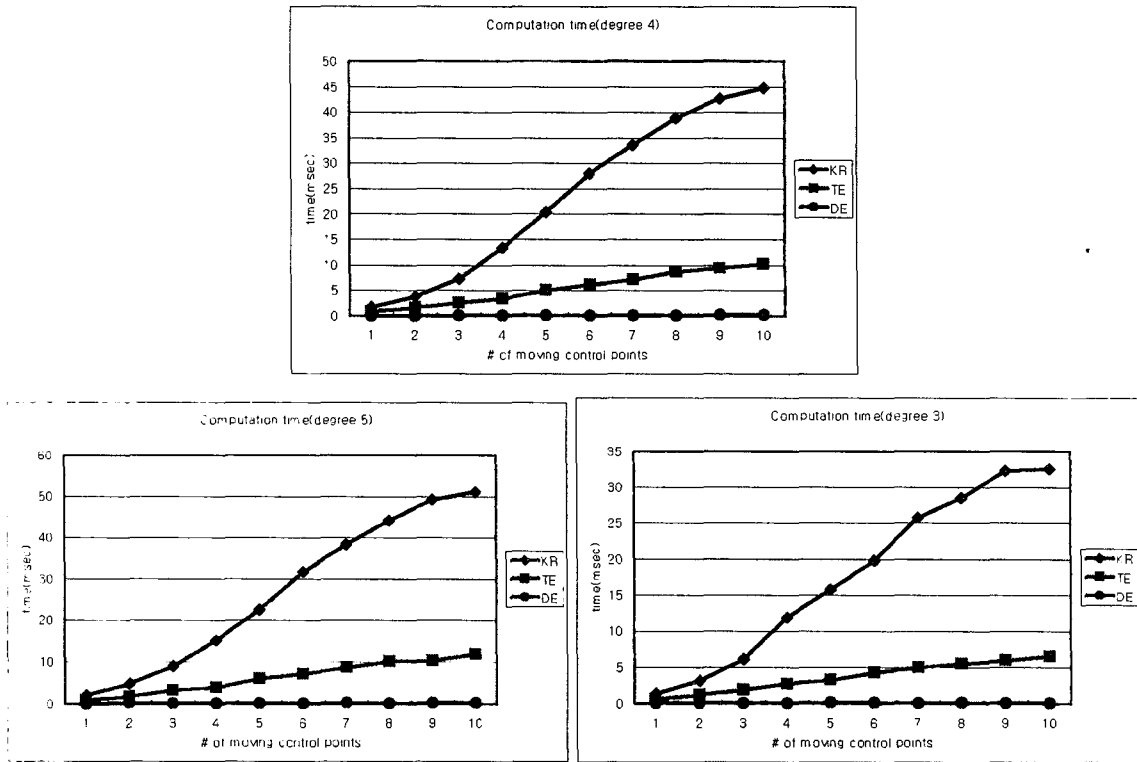 Computation time(degree 4)
time(msec)
50
45
40
35
30
25
20
15
10
5
0
1 2 3 4 5 6 7 8 9 10
# of moving control points
KR
TE
DE
Computation time(degree 5)
time(msec)
60
50
40
30
20
10
0
1 2 3 4 5 6 7 8 9 10
# of moving control points
KR
TE
DE
Computation time(degree 3)
time(msec)
35
30
25
20
15
10
5
0
1 2 3 4 5 6 7 8 9 10
# of moving control points
KR
TE
DE